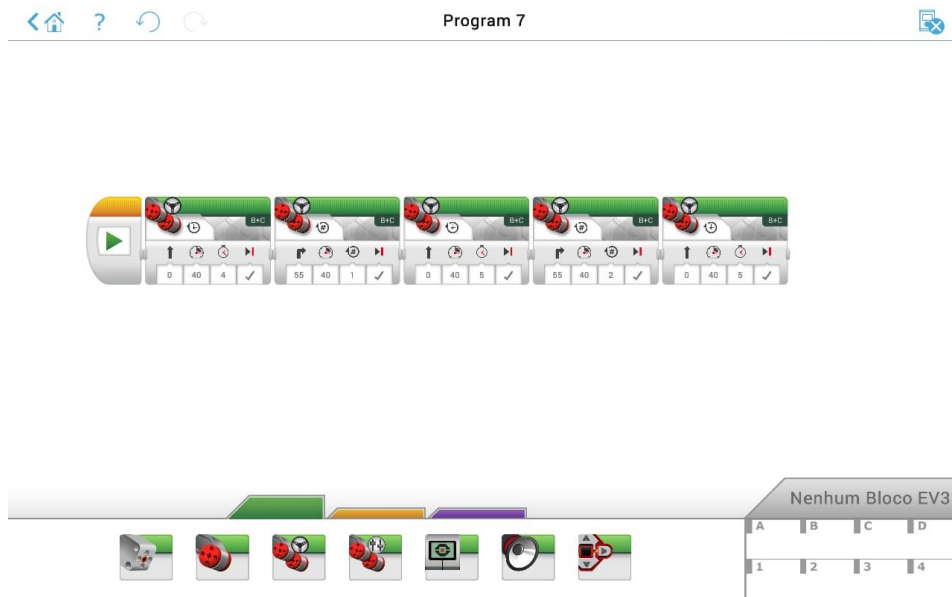 ?
Program 7
B+C B+C B+C B+C B+C
# #
# #
0 40 4 55 40 1 0 40 5 55 40 2 0 40 5
Nenhum Bloco EV3
A B C D
1 2 3 4